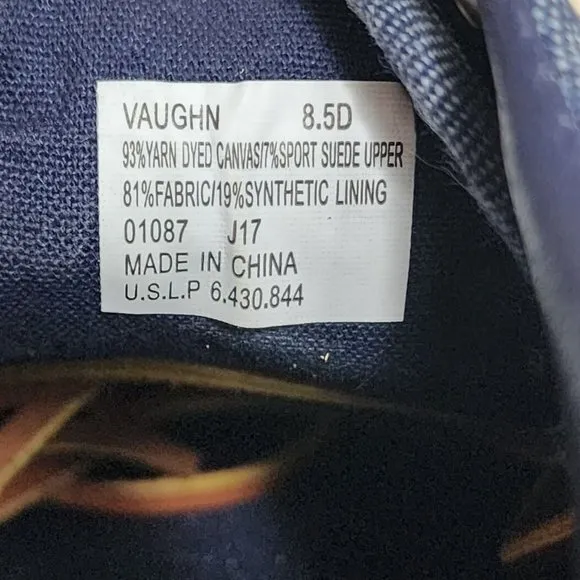 VAUGHN 8.5D
93%YARN DYED CANVAS/7%SPORT SUEDE UPPER
81%FABRIC/19%SYNTHETIC LINING
01087 J17
MADE IN CHINA
U.S.L.P 6.430.844